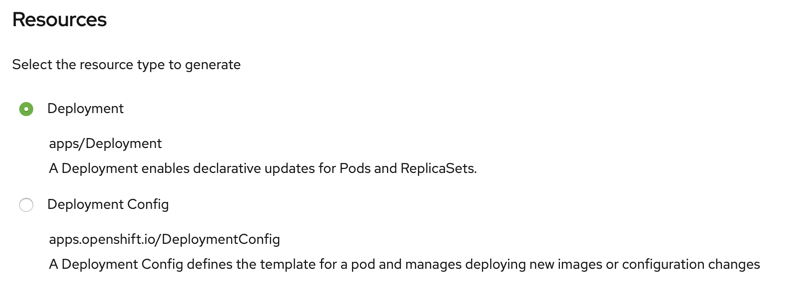 Resources
Select the resource type to generate
Deployment
apps/Deployment
A Deployment enables declarative updates for Pods and ReplicaSets.
Deployment Config
apps.openshift.io/DeploymentConfig
A Deployment Config defines the template for a pod and manages deploying new images or configuration changes